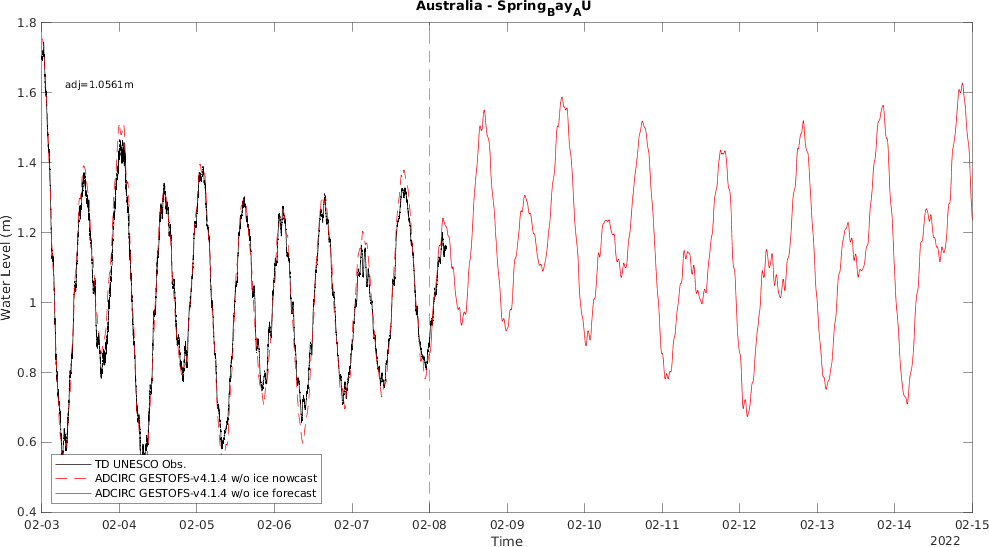 Australia - Spring_Bay_AU
adj=1.0561m
Water Level (m)
1.8
1.6
1.4
1.2
1
0.8
0.6
0.4
TD UNESCO Obs.
ADCIRC GESTOFS-v4.1.4 w/o ice nowcast
ADCIRC GESTOFS-v4.1.4 w/o ice forecast
02-03 02-04 02-05 02-06 02-07 02-08 02-09 02-10 02-11 02-12 02-13 02-14 02-15
Time
2022